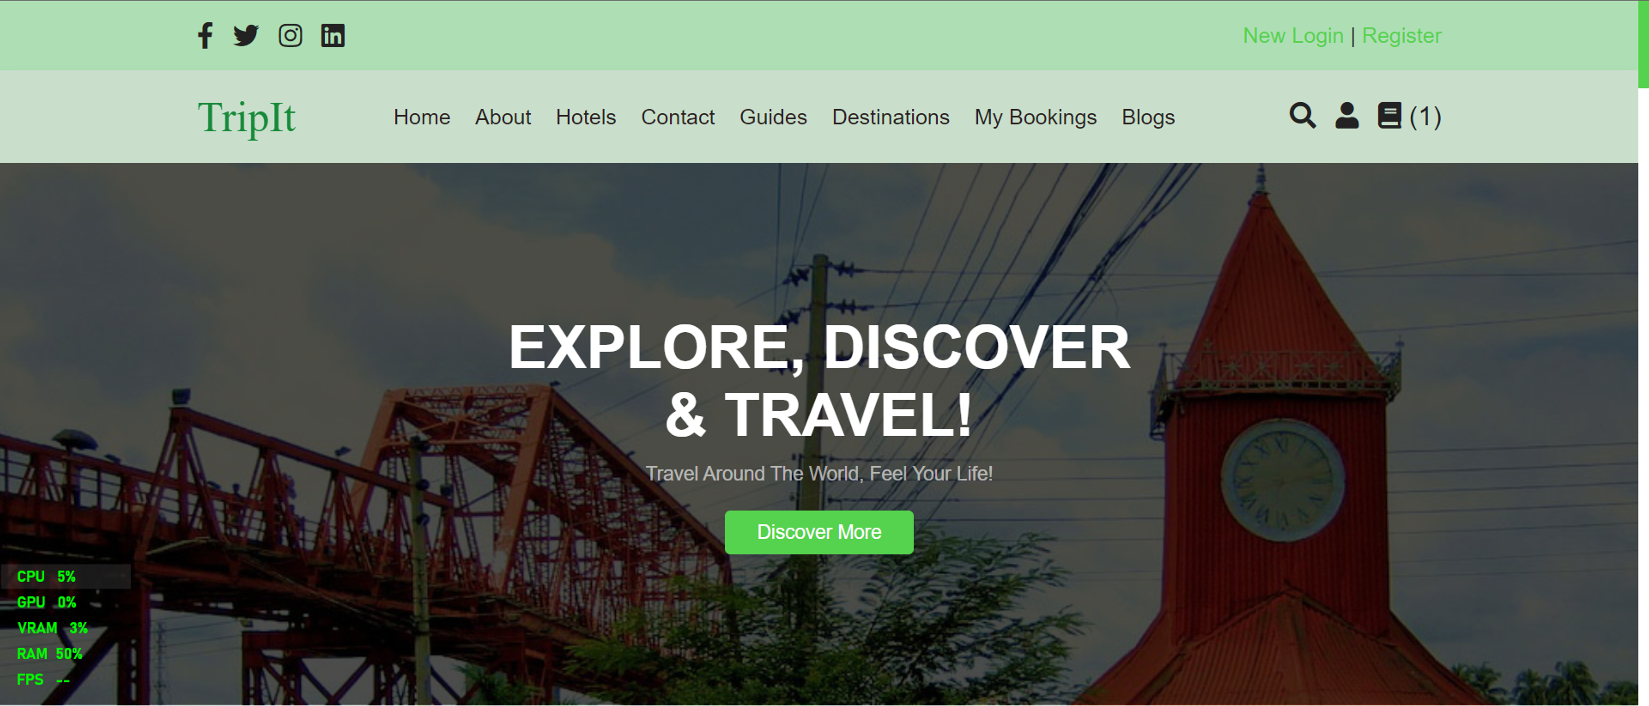 New Login | Register
TripIt
Home About Hotels Contact Guides Destinations My Bookings Blogs
(1)
EXPLORE, DISCOVER
& TRAVEL!
Travel Around The World, Feel Your Life!
Discover More
CPU 5%
GPU 0%
VRAM 3%
RAM 50%
FPS --